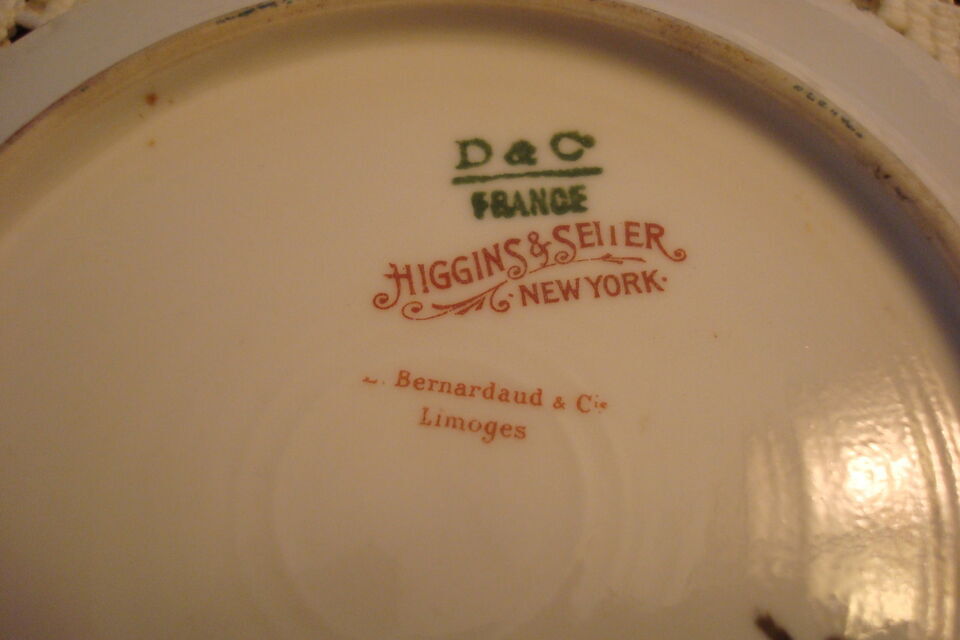 D & Co
FRANCE
HIGGINS & SEITER
· NEW YORK ·
L. Bernardaud & Cie
Limoges